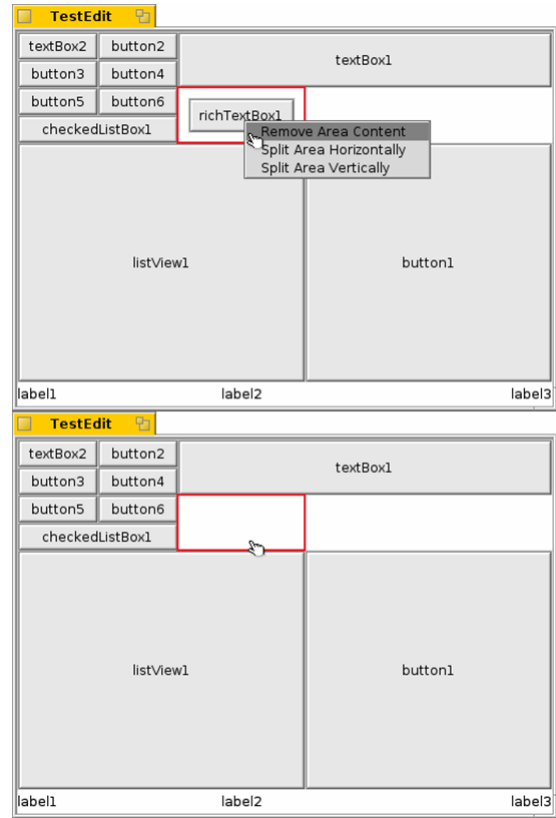 TestEdit
textBox2 button2 textBox1
button3 button4
button5 button6 richTextBox1
checkedListBox1 Remove Area Content
Split Area Horizontally
Split Area Vertically
listView1 button1
label1 label2 label3
TestEdit
textBox2 button2 textBox1
button3 button4
button5 button6
checkedListBox1
listView1 button1
label1 label2 label3